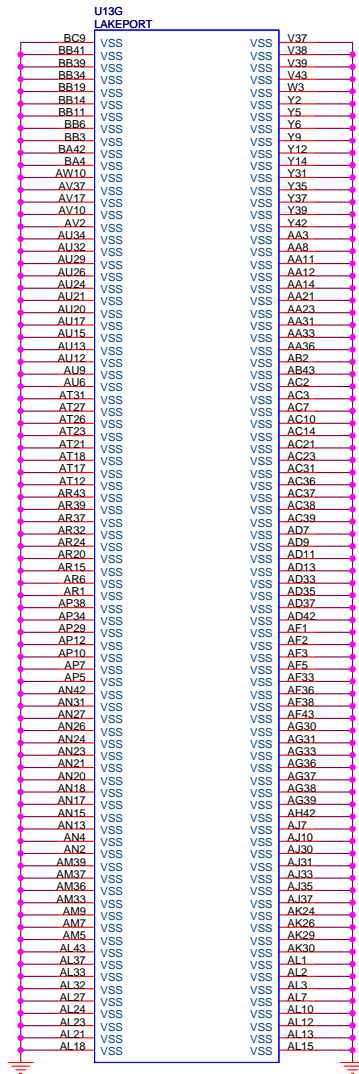 U13G
LAKEPORT
BC9 VSS VSS V37
BB41 VSS VSS V38
BB39 VSS VSS V39
BB34 VSS VSS V43
BB19 VSS VSS W3
BB14 VSS VSS Y2
BB11 VSS VSS Y5
BB6 VSS VSS Y6
BB3 VSS VSS Y9
BA42 VSS VSS Y12
BA4 VSS VSS Y14
AW10 VSS VSS Y31
AV37 VSS VSS Y35
AV17 VSS VSS Y37
AV10 VSS VSS Y39
AV2 VSS VSS Y42
AU34 VSS VSS AA3
AU32 VSS VSS AA8
AU29 VSS VSS AA11
AU26 VSS VSS AA12
AU24 VSS VSS AA14
AU21 VSS VSS AA21
AU20 VSS VSS AA23
AU17 VSS VSS AA31
AU15 VSS VSS AA33
AU13 VSS VSS AA36
AU12 VSS VSS AB2
AU9 VSS VSS AB43
AU6 VSS VSS AC2
AT31 VSS VSS AC3
AT27 VSS VSS AC7
AT26 VSS VSS AC10
AT23 VSS VSS AC14
AT21 VSS VSS AC21
AT18 VSS VSS AC23
AT17 VSS VSS AC31
AT12 VSS VSS AC36
AR43 VSS VSS AC37
AR39 VSS VSS AC38
AR37 VSS VSS AC39
AR32 VSS VSS AD7
AR24 VSS VSS AD9
AR20 VSS VSS AD11
AR15 VSS VSS AD13
AR6 VSS VSS AD33
AR1 VSS VSS AD35
AP38 VSS VSS AD37
AP34 VSS VSS AD42
AP29 VSS VSS AF1
AP12 VSS VSS AF2
AP10 VSS VSS AF3
AP7 VSS VSS AF5
AP5 VSS VSS AF33
AN42 VSS VSS AF36
AN31 VSS VSS AF38
AN27 VSS VSS AF43
AN26 VSS VSS AG30
AN24 VSS VSS AG31
AN23 VSS VSS AG33
AN21 VSS VSS AG36
AN20 VSS VSS AG37
AN18 VSS VSS AG38
AN17 VSS VSS AG39
AN15 VSS VSS AH42
AN13 VSS VSS AJ7
AN4 VSS VSS AJ10
AN2 VSS VSS AJ30
AM39 VSS VSS AJ31
AM37 VSS VSS AJ33
AM36 VSS VSS AJ35
AM33 VSS VSS AJ37
AM9 VSS VSS AK24
AM7 VSS VSS AK26
AM5 VSS VSS AK29
AL43 VSS VSS AK30
AL37 VSS VSS AL1
AL33 VSS VSS AL2
AL32 VSS VSS AL3
AL27 VSS VSS AL7
AL24 VSS VSS AL10
AL23 VSS VSS AL12
AL21 VSS VSS AL13
AL18 VSS VSS AL15